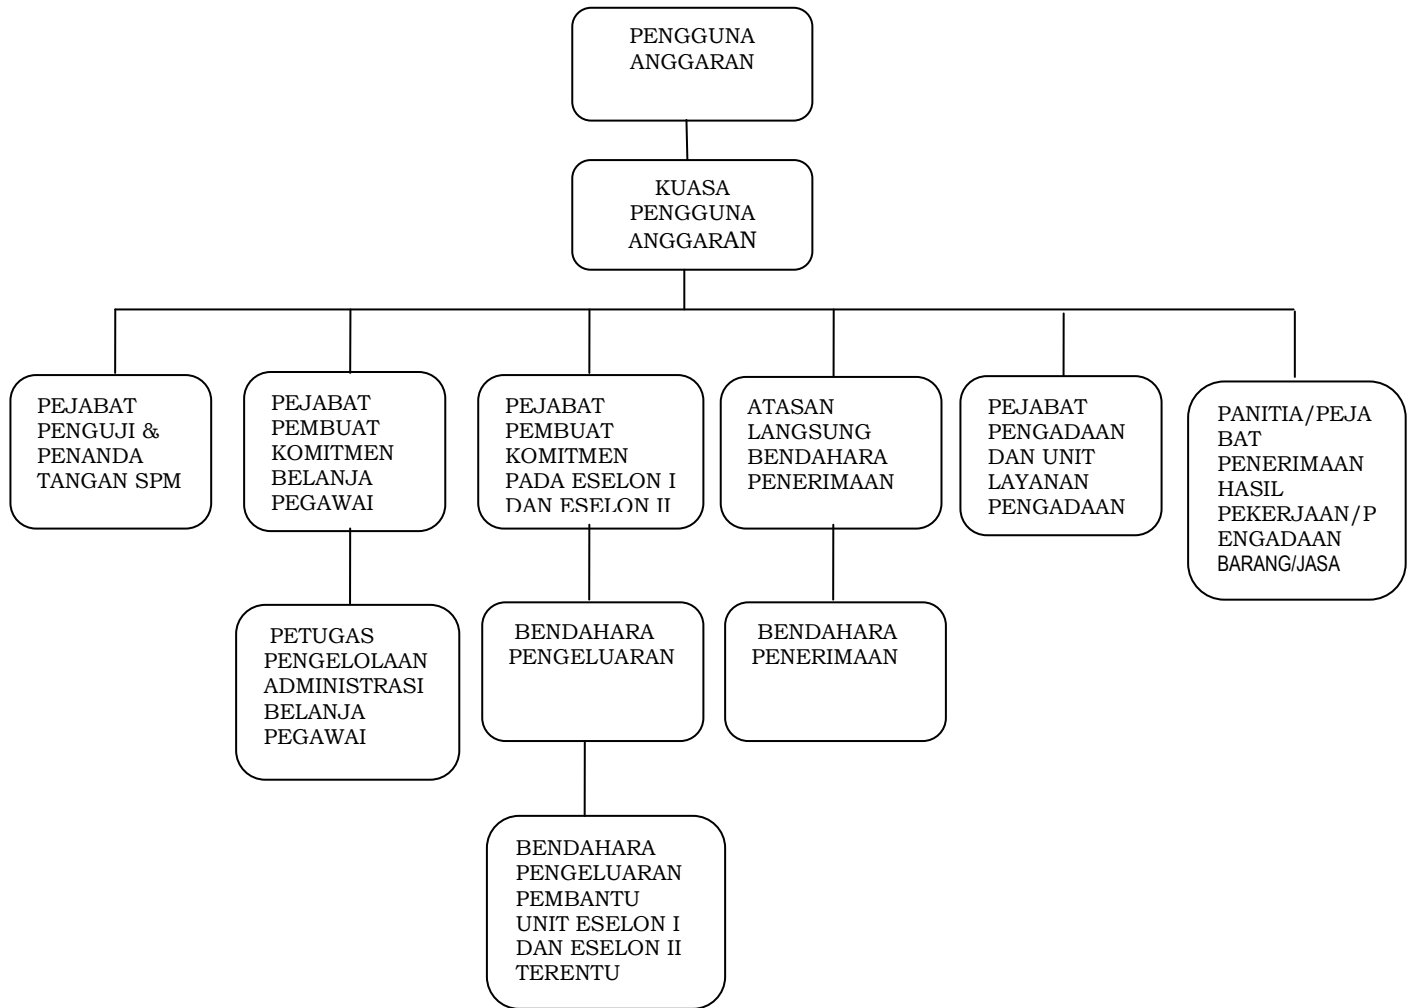 PENGGUNA
ANGGARAN
KUASA
PENGGUNA
ANGGARAN
PEJABAT
PENGUJI &
PENANDA
TANGAN SPM
PEJABAT
PEMBUAT
KOMITMEN
BELANJA
PEGAWAI
PEJABAT
PEMBUAT
KOMITMEN
PADA ESELON I
DAN ESELON II
ATASAN
LANGSUNG
BENDAHARA
PENERIMAAN
PEJABAT
PENGADAAN
DAN UNIT
LAYANAN
PENGADAAN
PANITIA/PEJA
BAT
PENERIMAAN
HASIL
PEKERJAAN/P
ENGADAAN
BARANG/JASA
PETUGAS
PENGELOLAAN
ADMINISTRASI
BELANJA
PEGAWAI
BENDAHARA
PENGELUARAN
BENDAHARA
PENERIMAAN
BENDAHARA
PENGELUARAN
PEMBANTU
UNIT ESELON I
DAN ESELON II
TERENTU